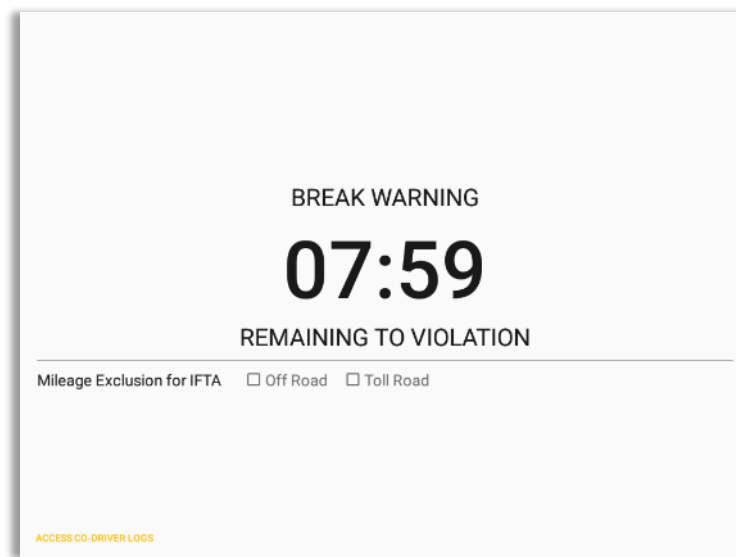 BREAK WARNING
07:59
REMAINING TO VIOLATION
Mileage Exclusion for IFTA Off Road Toll Road
ACCESS CO-DRIVER LOGS